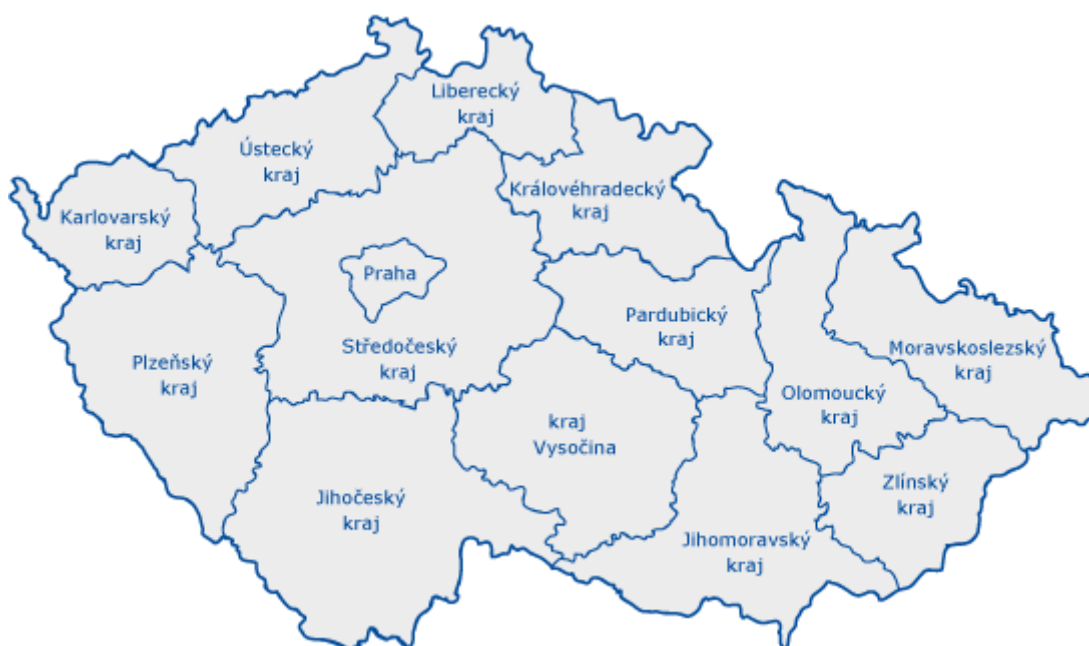 Liberecký
kraj
Ústecký
kraj
Královéhradecký
kraj
Karlovarský
kraj
Praha
Pardubický
kraj
Středočeský
kraj
Moravskoslezský
kraj
Plzeňský
kraj
Olomoucký
kraj
kraj
Vysočina
Zlínský
kraj
Jihočeský
kraj
Jihomoravský
kraj